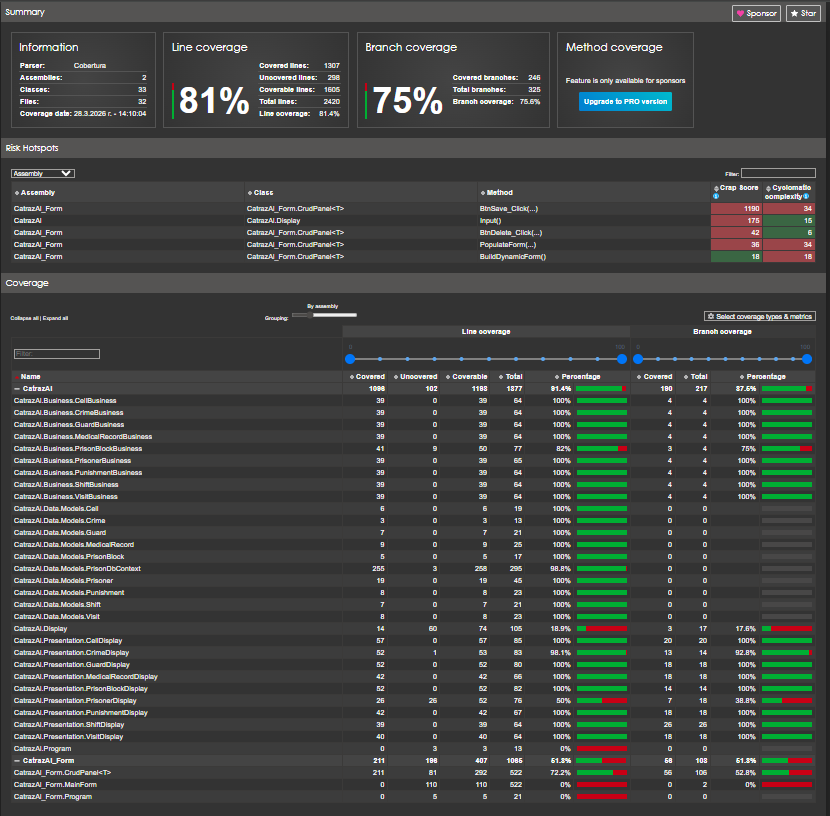 Summary
Sponsor Star
Information
Parser: Cobertura
Assemblies: 2
Classes: 33
Files: 32
Coverage date: 28.3.2026 г. - 14:10:04
Line coverage
81%
Covered lines: 1307
Uncovered lines: 298
Coverable lines: 1605
Total lines: 2420
Line coverage: 81.4%
Branch coverage
75%
Covered branches: 246
Total branches: 325
Branch coverage: 75.6%
Method coverage
Feature is only available for sponsors
Upgrade to PRO version
Risk Hotspots
Assembly Filter:
Assembly Class Method Crap Score Cyclomatic complexity
CatrazAI_Form CatrazAI_Form.CrudPanel<T> BtnSave_Click(...) 1190 34
CatrazAI CatrazAI.Display Input() 175 15
CatrazAI_Form CatrazAI_Form.CrudPanel<T> BtnDelete_Click(...) 42 6
CatrazAI_Form CatrazAI_Form.CrudPanel<T> PopulateForm(...) 36 34
CatrazAI_Form CatrazAI_Form.CrudPanel<T> BuildDynamicForm() 18 18
Coverage
Collapse all | Expand all
By assembly
Grouping:
Select coverage types & metrics
Line coverage Branch coverage
0 100 0 100
Filter:
Name Covered Uncovered Coverable Total Percentage Covered Total Percentage
CatrazAI 1096 102 1198 1377 91.4% 190 217 87.5%
CatrazAI.Business.CellBusiness 39 0 39 64 100% 4 4 100%
CatrazAI.Business.CrimeBusiness 39 0 39 64 100% 4 4 100%
CatrazAI.Business.GuardBusiness 39 0 39 64 100% 4 4 100%
CatrazAI.Business.MedicalRecordBusiness 39 0 39 64 100% 4 4 100%
CatrazAI.Business.PrisonBlockBusiness 41 9 50 77 82% 3 4 75%
CatrazAI.Business.PrisonerBusiness 39 0 39 65 100% 4 4 100%
CatrazAI.Business.PunishmentBusiness 39 0 39 64 100% 4 4 100%
CatrazAI.Business.ShiftBusiness 39 0 39 64 100% 4 4 100%
CatrazAI.Business.VisitBusiness 39 0 39 64 100% 4 4 100%
CatrazAI.Data.Models.Cell 6 0 6 19 100% 0 0
CatrazAI.Data.Models.Crime 3 0 3 13 100% 0 0
CatrazAI.Data.Models.Guard 7 0 7 21 100% 0 0
CatrazAI.Data.Models.MedicalRecord 9 0 9 25 100% 0 0
CatrazAI.Data.Models.PrisonBlock 5 0 5 17 100% 0 0
CatrazAI.Data.Models.PrisonDbContext 255 3 258 295 98.8% 0 0
CatrazAI.Data.Models.Prisoner 19 0 19 45 100% 0 0
CatrazAI.Data.Models.Punishment 8 0 8 23 100% 0 0
CatrazAI.Data.Models.Shift 7 0 7 21 100% 0 0
CatrazAI.Data.Models.Visit 8 0 8 23 100% 0 0
CatrazAI.Display 14 60 74 105 18.9% 3 17 17.6%
CatrazAI.Presentation.CellDisplay 57 0 57 85 100% 20 20 100%
CatrazAI.Presentation.CrimeDisplay 52 1 53 83 98.1% 13 14 92.8%
CatrazAI.Presentation.GuardDisplay 52 0 52 80 100% 18 18 100%
CatrazAI.Presentation.MedicalRecordDisplay 42 0 42 66 100% 18 18 100%
CatrazAI.Presentation.PrisonBlockDisplay 52 0 52 82 100% 14 14 100%
CatrazAI.Presentation.PrisonerDisplay 26 26 52 76 50% 7 18 38.8%
CatrazAI.Presentation.PunishmentDisplay 42 0 42 67 100% 18 18 100%
CatrazAI.Presentation.ShiftDisplay 39 0 39 64 100% 26 26 100%
CatrazAI.Presentation.VisitDisplay 40 0 40 64 100% 18 18 100%
CatrazAI.Program 0 3 3 13 0% 0 0
CatrazAI_Form 211 196 407 1065 51.8% 56 108 51.8%
CatrazAI_Form.CrudPanel<T> 211 81 292 522 72.2% 56 106 52.8%
CatrazAI_Form.MainForm 0 110 110 522 0% 0 2 0%
CatrazAI_Form.Program 0 5 5 21 0% 0 0